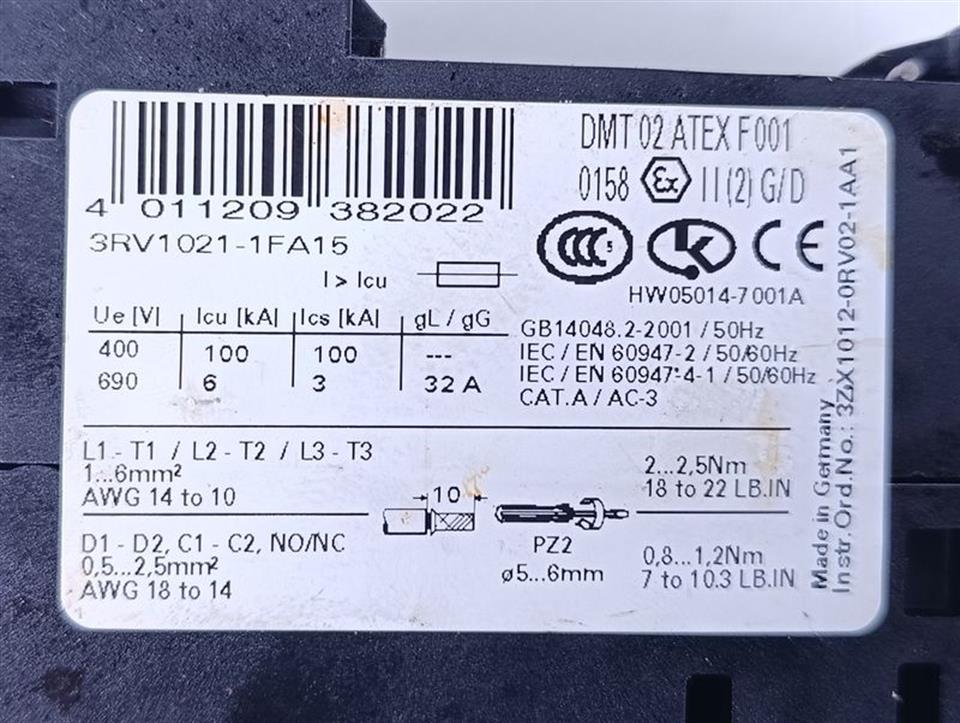 4 011209 382022
3RV1021-1FA15
I > Icu
Ue [V] Icu [kA] Ics [kA] gL / gG
400 100 100 ---
690 6 3 32 A
DMT 02 ATEX F 001
0158 Ex II (2) G/D
CCC S LK CE
HW05014-7001A
GB14048.2-2001 / 50Hz
IEC / EN 60947-2 / 50/60Hz
IEC / EN 60947-4-1 / 50/60Hz
CAT.A / AC-3
L1 - T1 / L2 - T2 / L3 - T3
1...6mm²
AWG 14 to 10
2...2,5Nm
18 to 22 LB.IN
D1 - D2, C1 - C2, NO/NC
0,5...2,5mm²
AWG 18 to 14
10
PZ2
ø5...6mm
0,8...1,2Nm
7 to 10.3 LB.IN
Made in Germany
Instr.Ord.No.: 3ZX1012-0RV02-1AA1